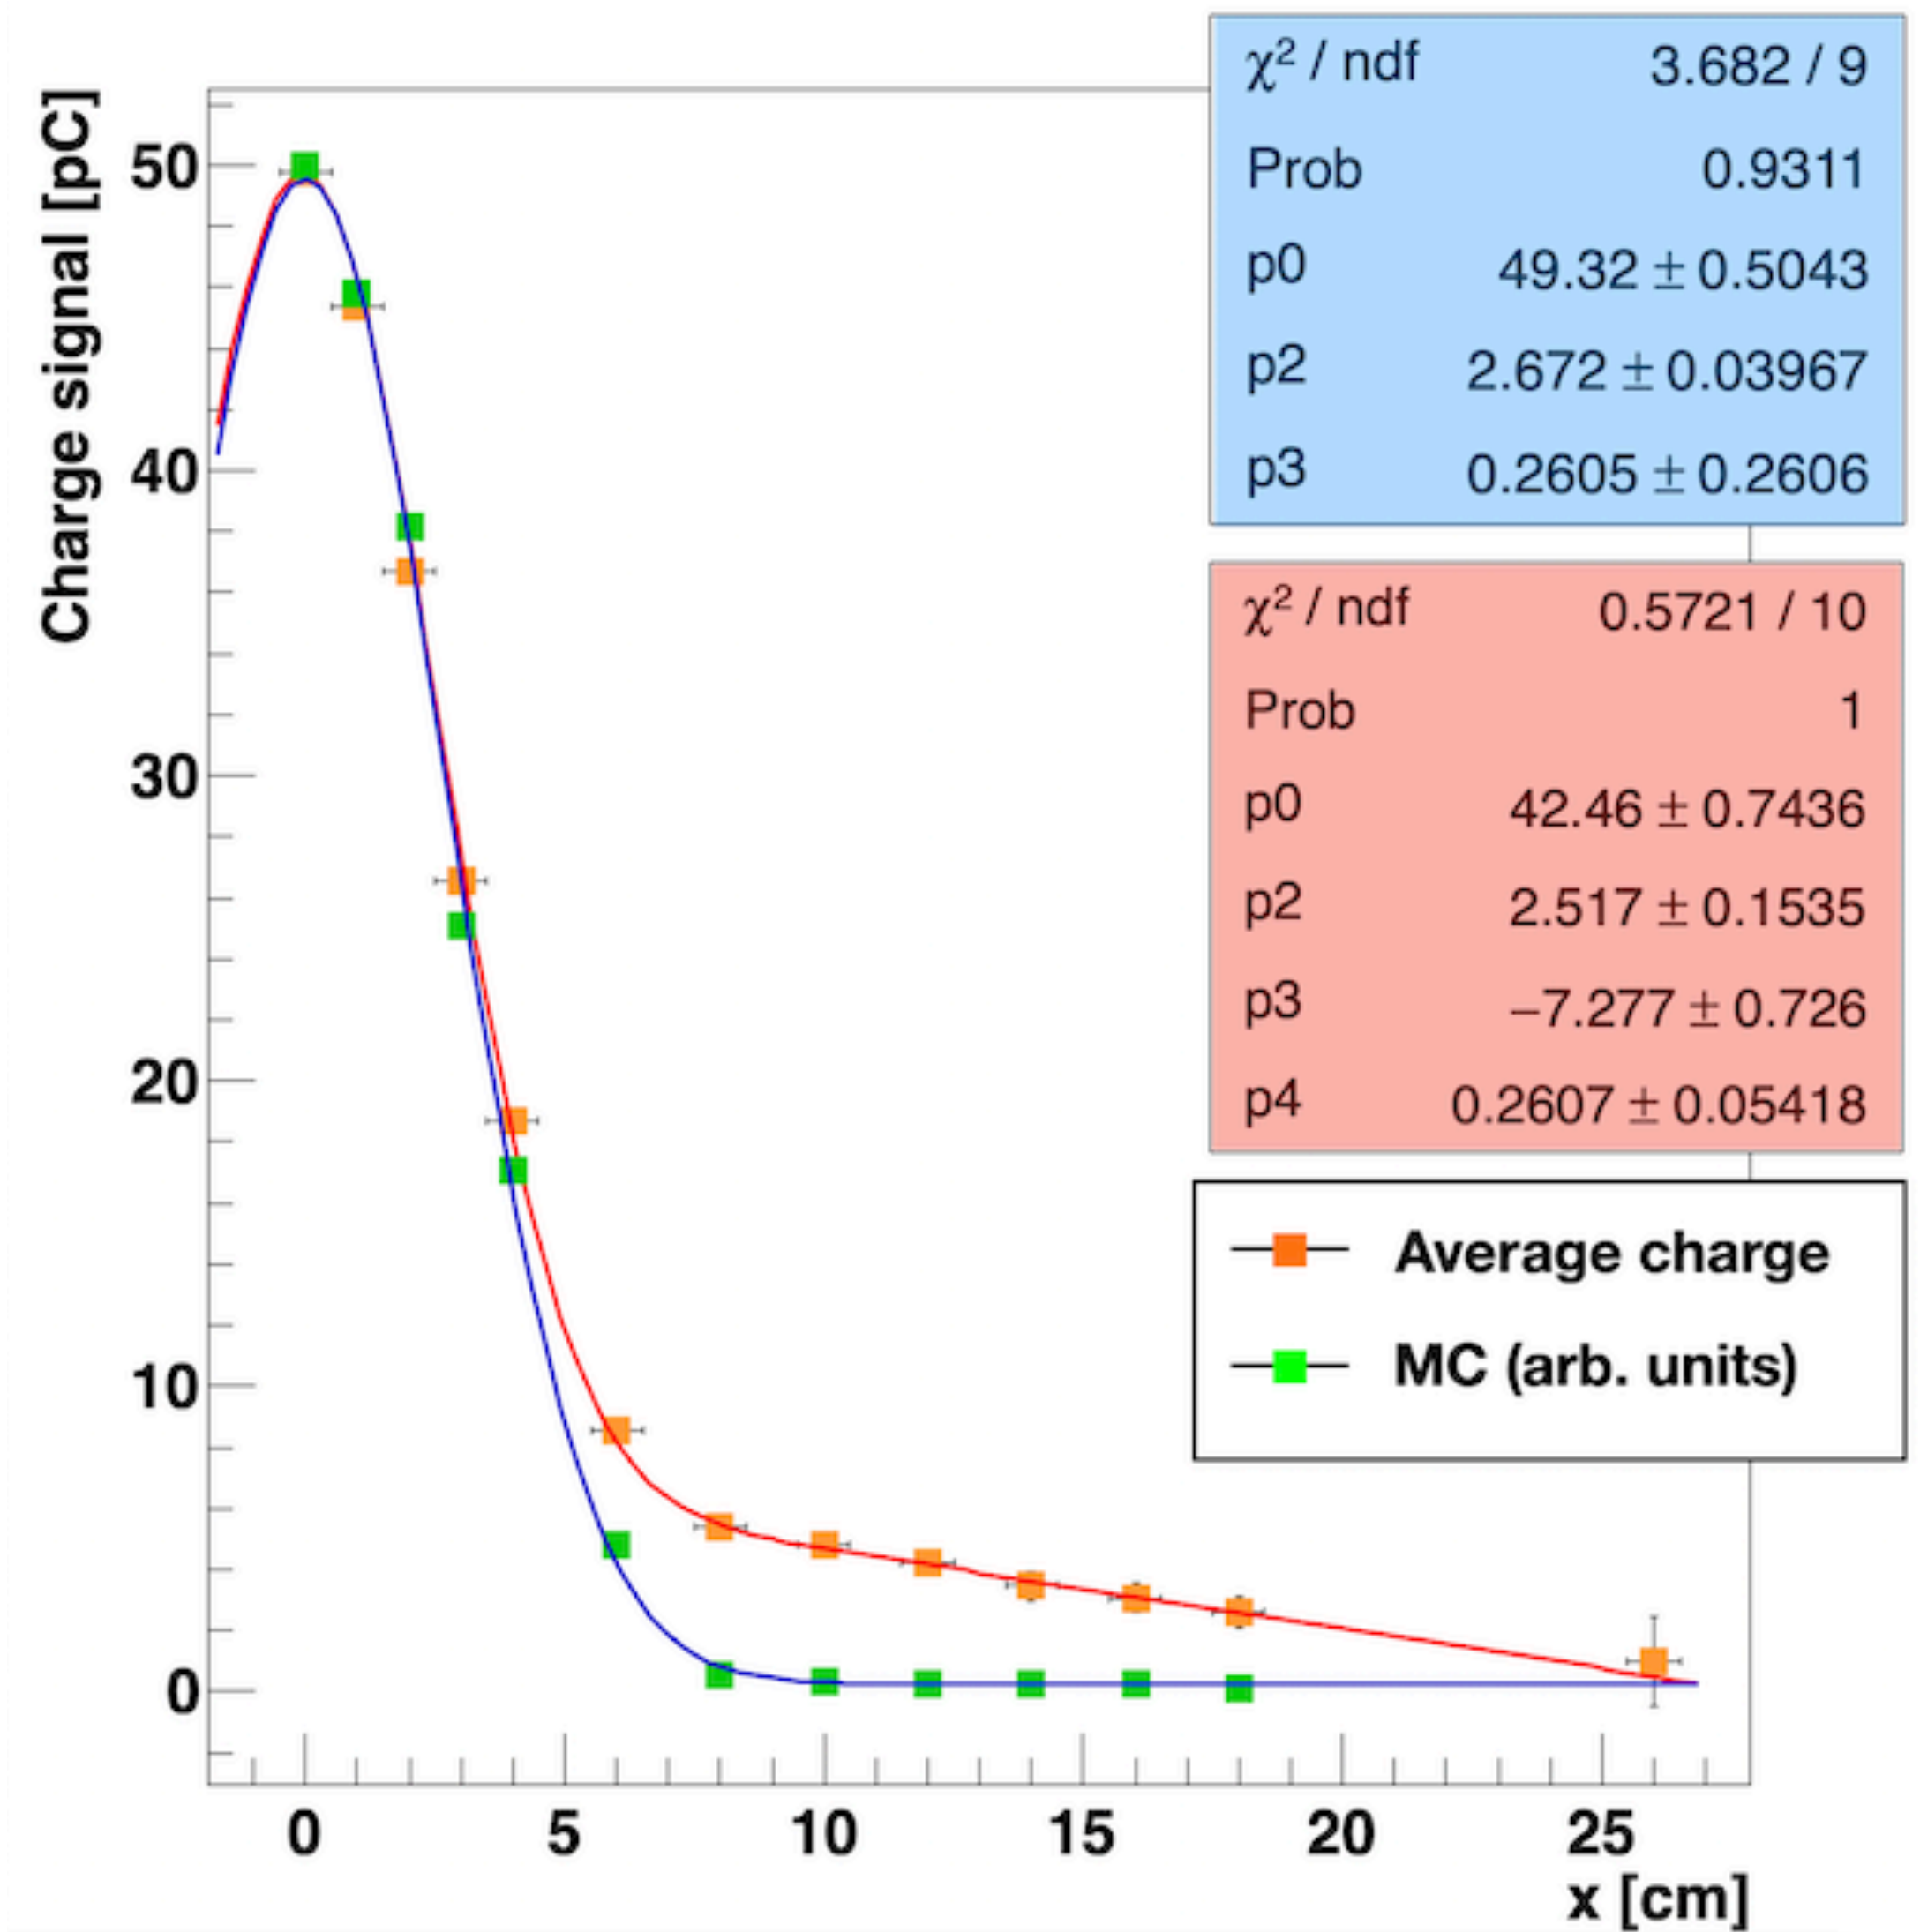 Charge signal [pC]
50
40
30
20
10
0
0 5 10 15 20 25
x [cm]
χ² / ndf 3.682 / 9
Prob 0.9311
p0 49.32 ± 0.5043
p2 2.672 ± 0.03967
p3 0.2605 ± 0.2606
χ² / ndf 0.5721 / 10
Prob 1
p0 42.46 ± 0.7436
p2 2.517 ± 0.1535
p3 −7.277 ± 0.726
p4 0.2607 ± 0.05418
Average charge
MC (arb. units)